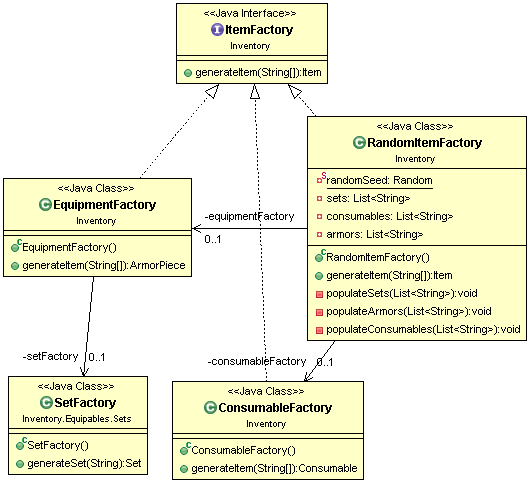 <<Java Interface>>
ItemFactory
Inventory
generateItem(String[]):Item
<<Java Class>>
RandomItemFactory
Inventory
randomSeed: Random
sets: List<String>
consumables: List<String>
armors: List<String>
RandomItemFactory()
generateItem(String[]):Item
populateSets(List<String>):void
populateArmors(List<String>):void
populateConsumables(List<String>):void
<<Java Class>>
EquipmentFactory
Inventory
EquipmentFactory()
generateItem(String[]):ArmorPiece
-equipmentFactory
0..1
-setFactory
0..1
-consumableFactory
0..1
<<Java Class>>
SetFactory
Inventory.Equipables.Sets
SetFactory()
generateSet(String):Set
<<Java Class>>
ConsumableFactory
Inventory
ConsumableFactory()
generateItem(String[]):Consumable